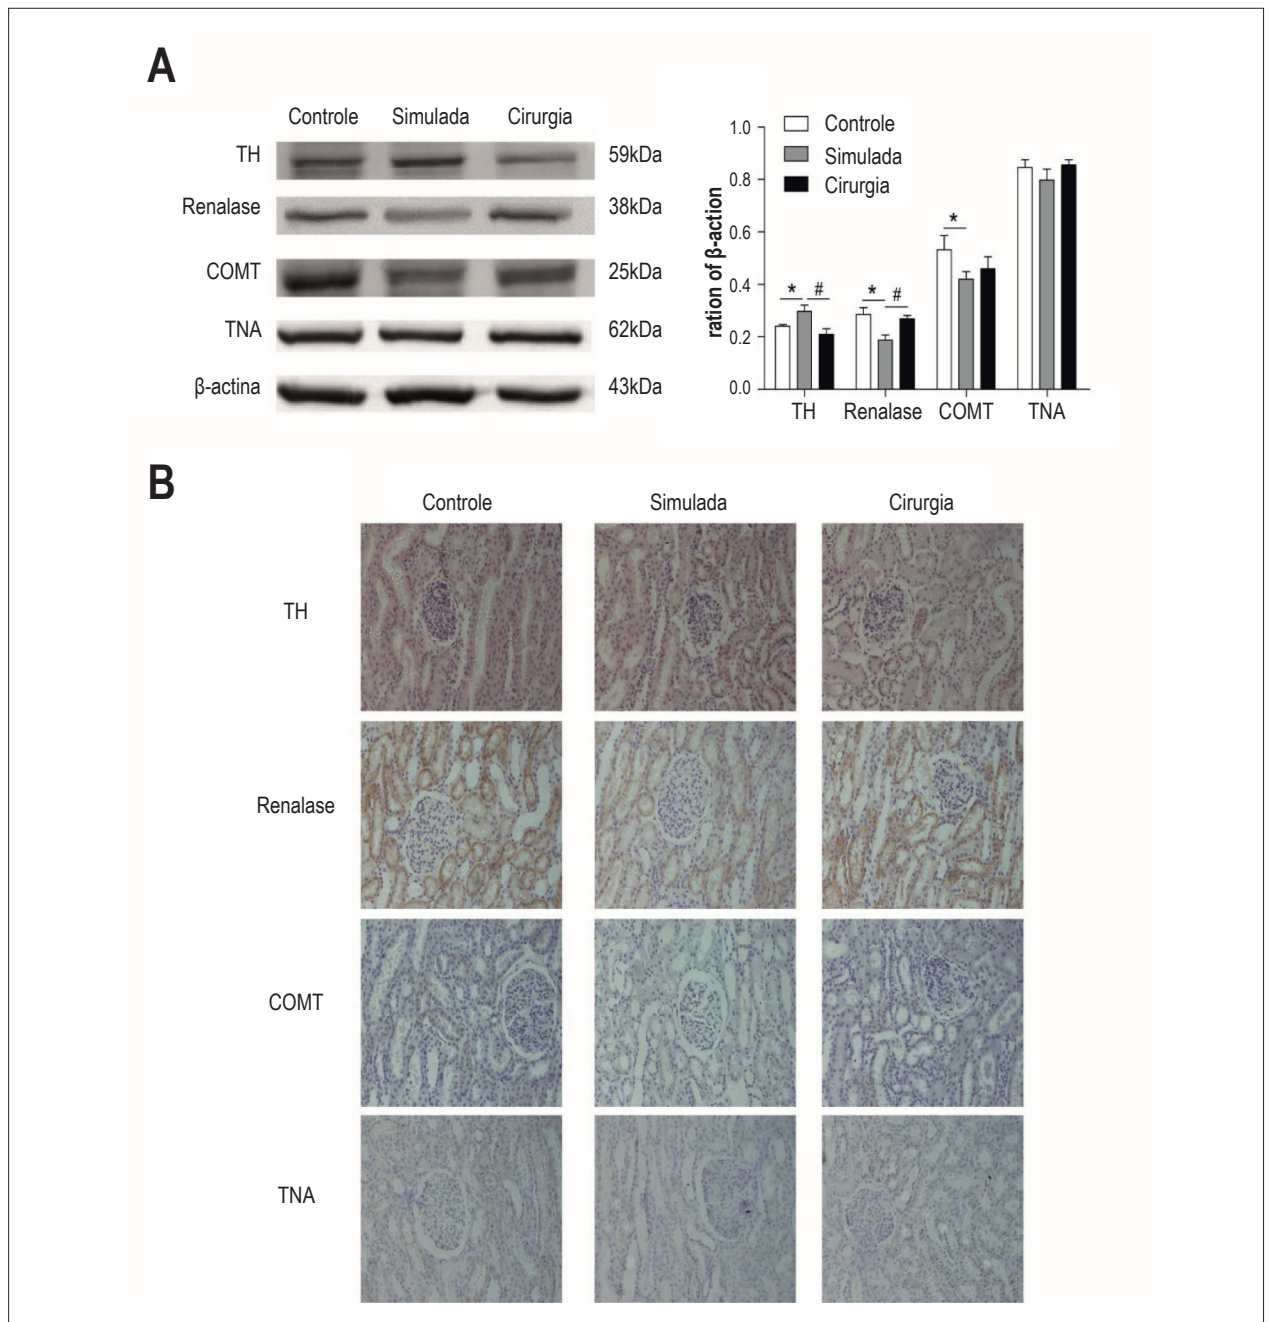 A
Controle Simulada Cirurgia
TH 59kDa
Renalase 38kDa
COMT 25kDa
TNA 62kDa
β-actina 43kDa
ration of β-action
1.0
0.8
0.6
0.4
0.2
0.0
Controle
Simulada
Cirurgia
* # * # *
TH Renalase COMT TNA
B
Controle Simulada Cirurgia
TH
Renalase
COMT
TNA